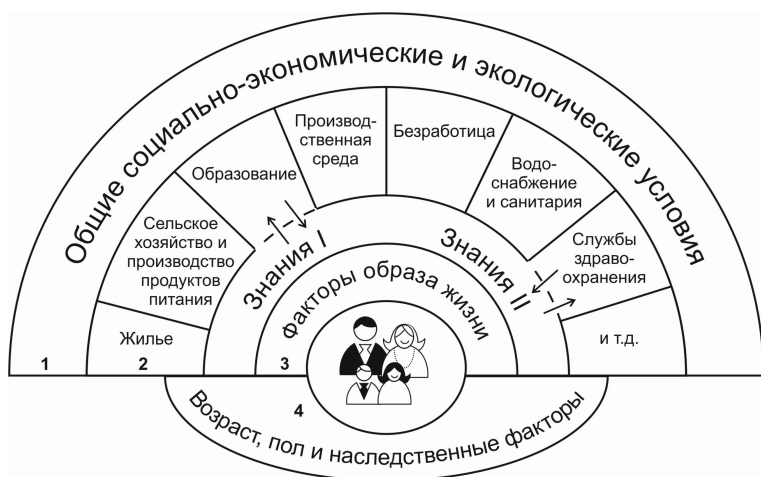 Общие социально-экономические и экологические условия
Производ-
ственная
среда
Безработица
Образование
Водо-
снабжение
и санитария
Сельское
хозяйство и
производство
продуктов
питания
Службы
здраво-
охранения
Жилье
и т.д.
Знания I
Знания II
Факторы образа жизни
1
2
3
4
Возраст, пол и наследственные факторы